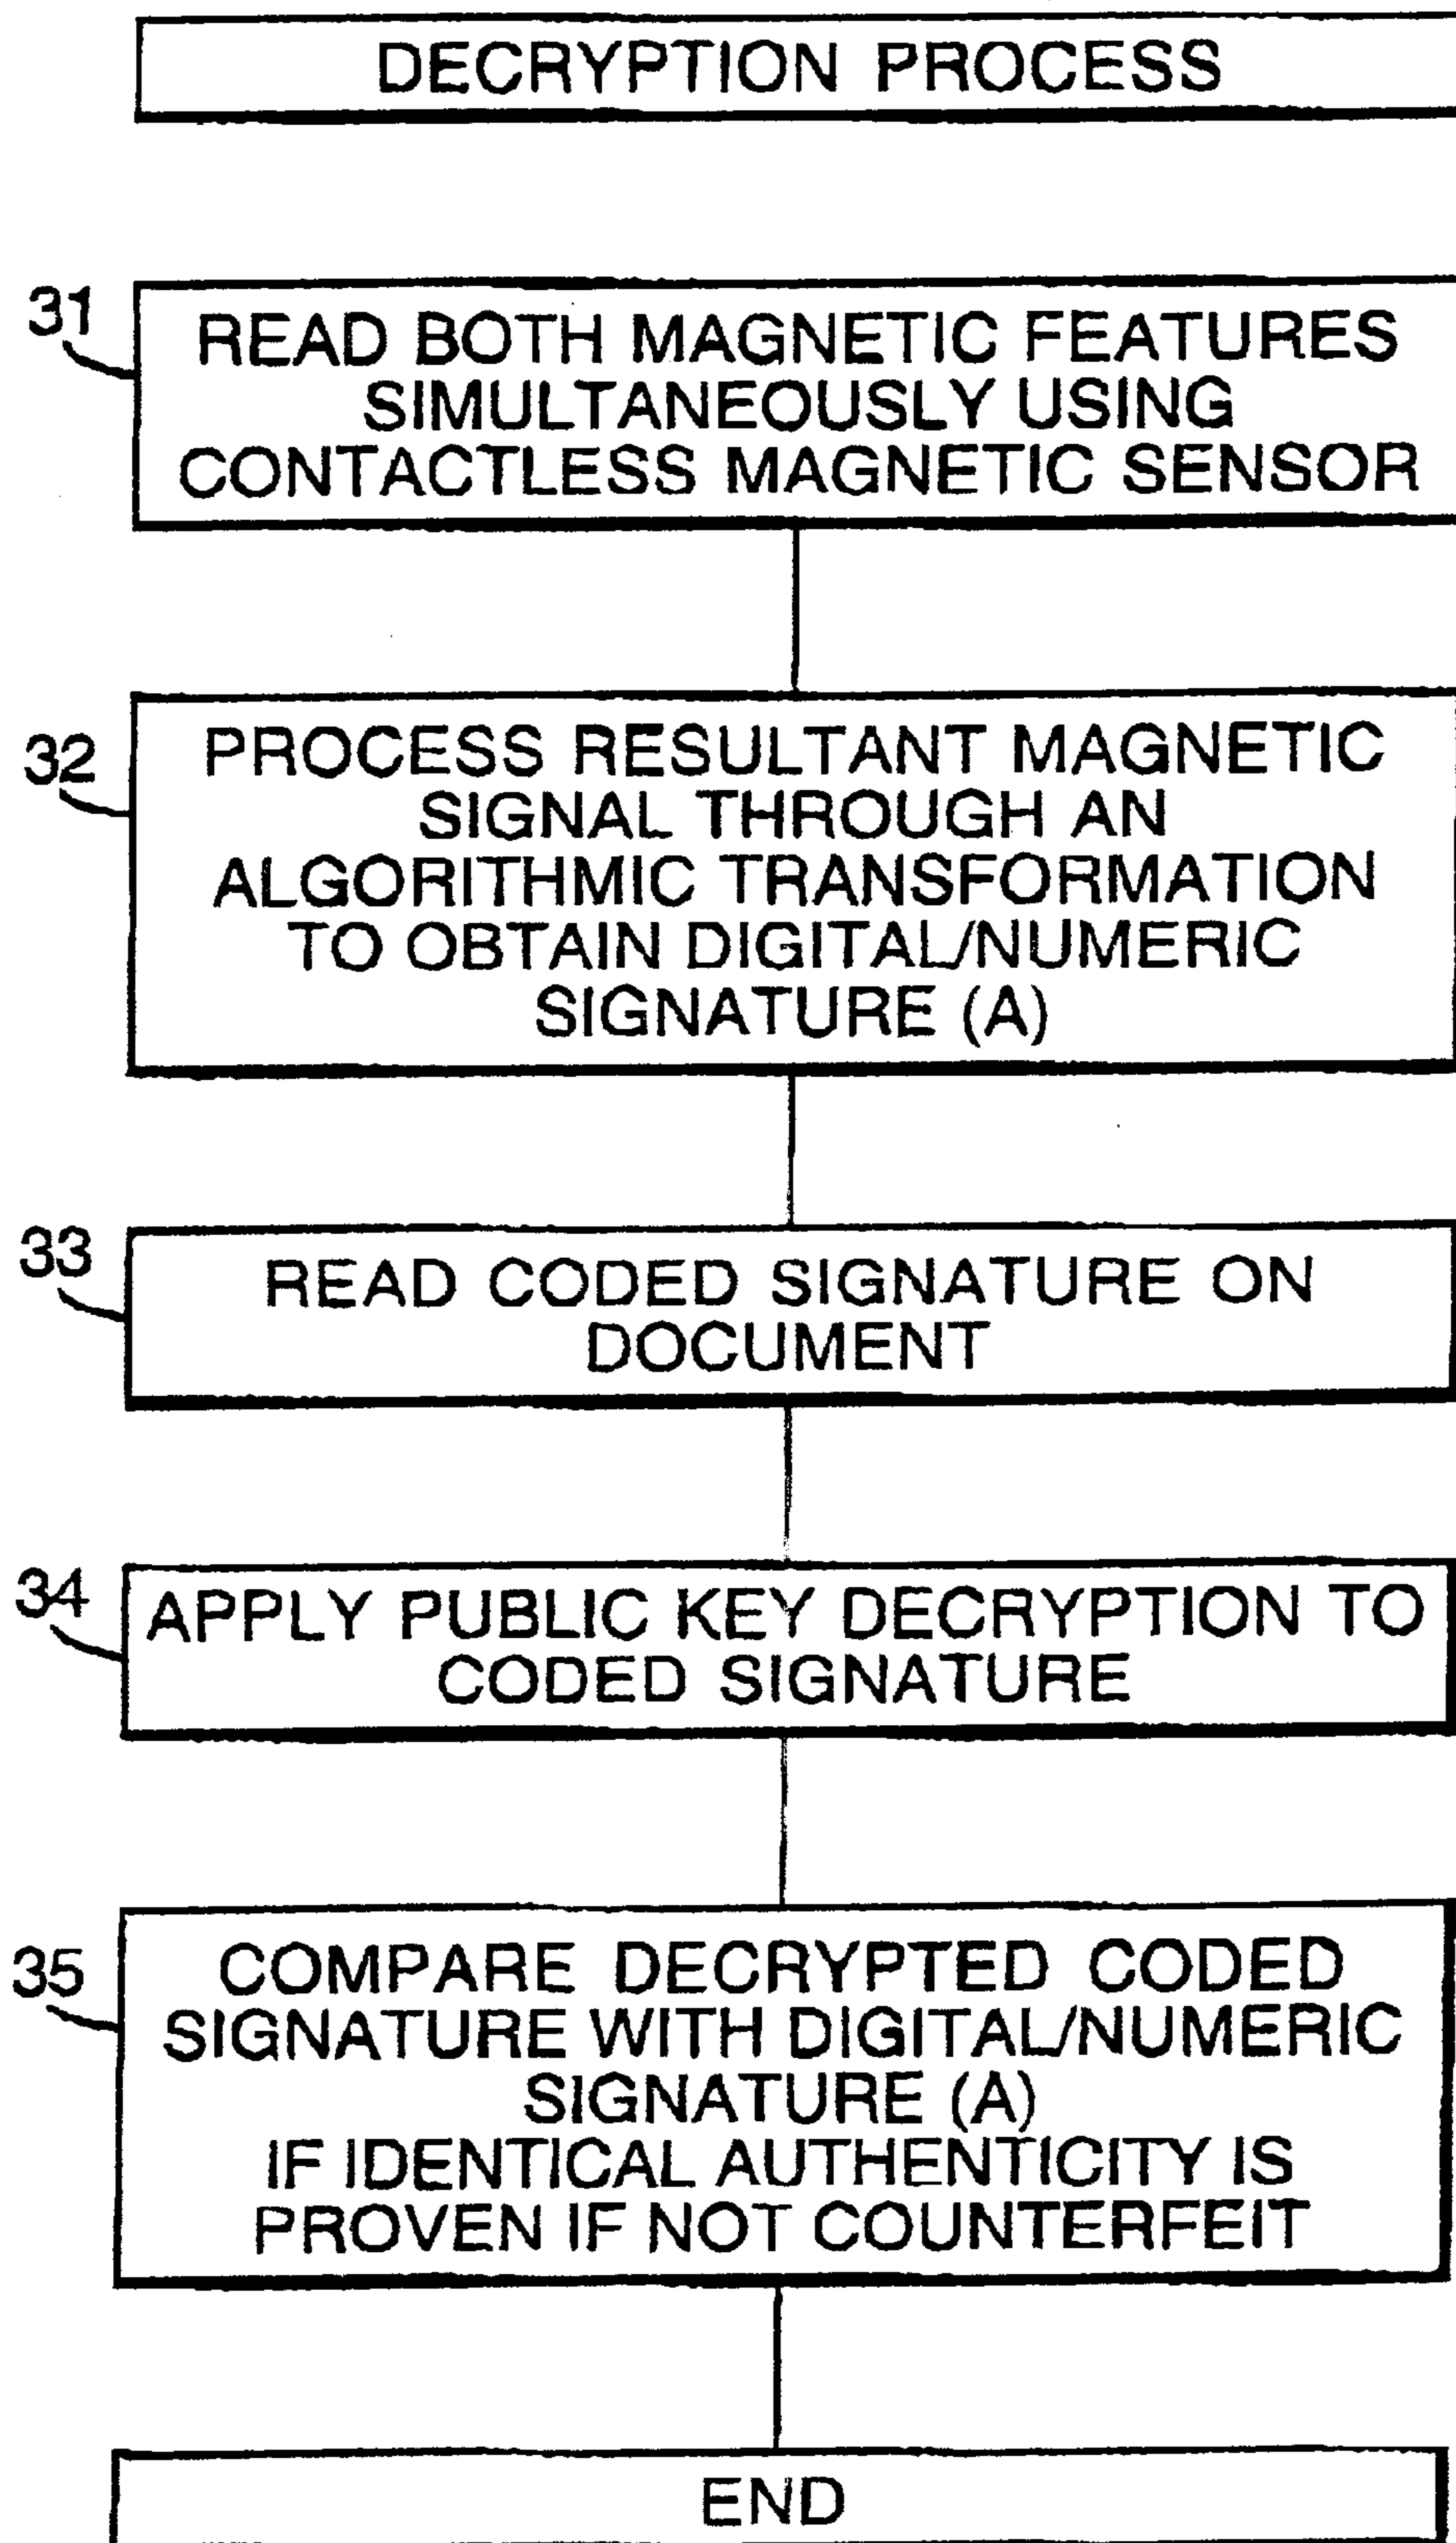 DECRYPTION PROCESS
31
READ BOTH MAGNETIC FEATURES
SIMULTANEOUSLY USING
CONTACTLESS MAGNETIC SENSOR
32
PROCESS RESULTANT MAGNETIC
SIGNAL THROUGH AN
ALGORITHMIC TRANSFORMATION
TO OBTAIN DIGITAL/NUMERIC
SIGNATURE (A)
33
READ CODED SIGNATURE ON
DOCUMENT
34
APPLY PUBLIC KEY DECRYPTION TO
CODED SIGNATURE
35
COMPARE DECRYPTED CODED
SIGNATURE WITH DIGITAL/NUMERIC
SIGNATURE (A)
IF IDENTICAL AUTHENTICITY IS
PROVEN IF NOT COUNTERFEIT
END